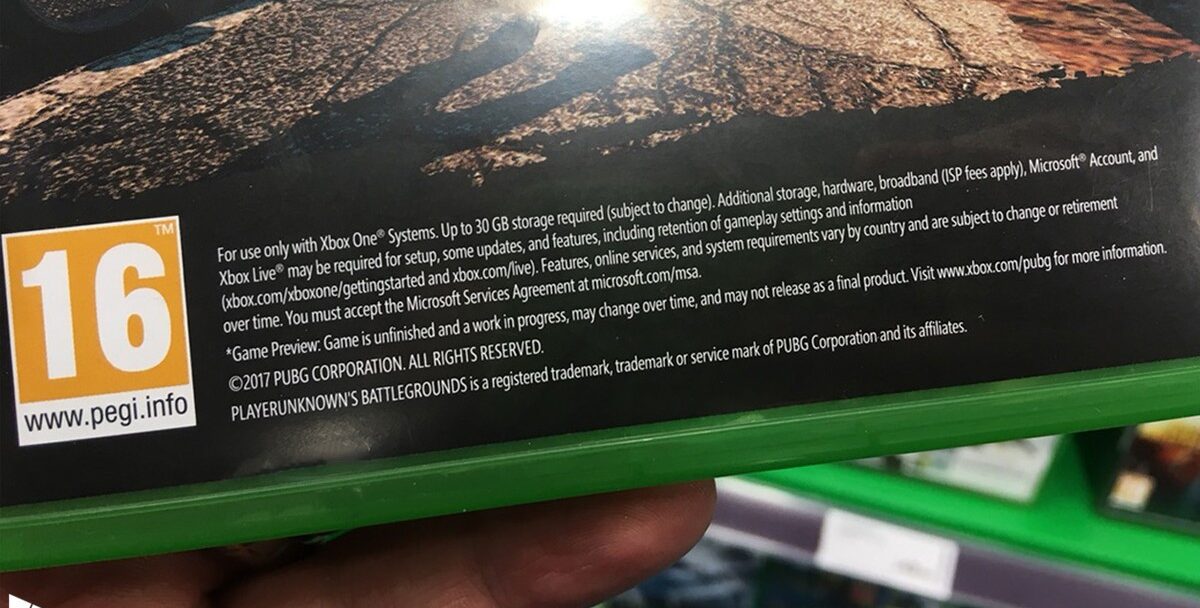 16™
www.pegi.info
For use only with Xbox One® Systems. Up to 30 GB storage required (subject to change). Additional storage, hardware, broadband (ISP fees apply), Microsoft® Account, and
Xbox Live® may be required for setup, some updates, and features, including retention of gameplay settings and information
(xbox.com/xboxone/gettingstarted and xbox.com/live). Features, online services, and system requirements vary by country and are subject to change or retirement
over time. You must accept the Microsoft Services Agreement at microsoft.com/msa.
*Game Preview: Game is unfinished and a work in progress, may change over time, and may not release as a final product. Visit www.xbox.com/pubg for more information.
©2017 PUBG CORPORATION. ALL RIGHTS RESERVED.
PLAYERUNKNOWN'S BATTLEGROUNDS is a registered trademark, trademark or service mark of PUBG Corporation and its affiliates.